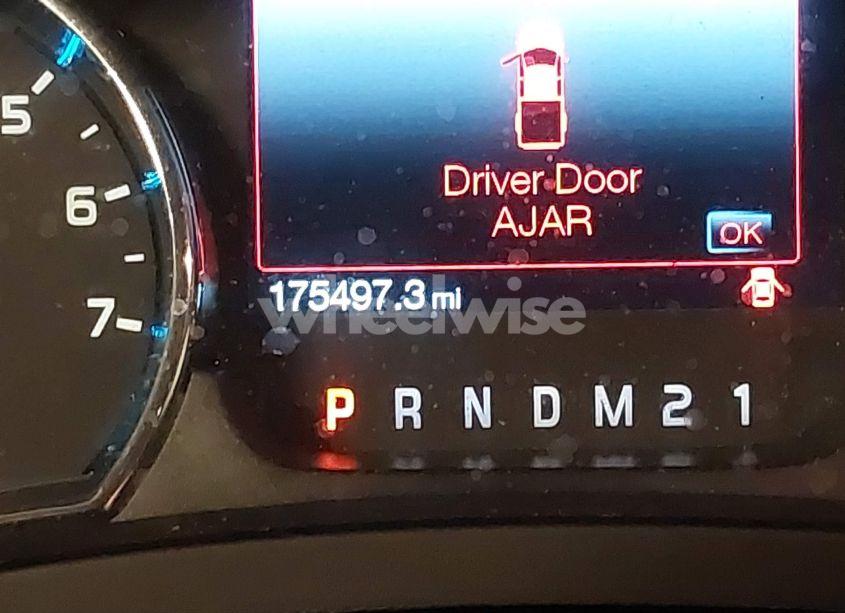 5
6
7
Driver Door
AJAR
OK
175497.3 mi
wheelwise
P R N D M 2 1